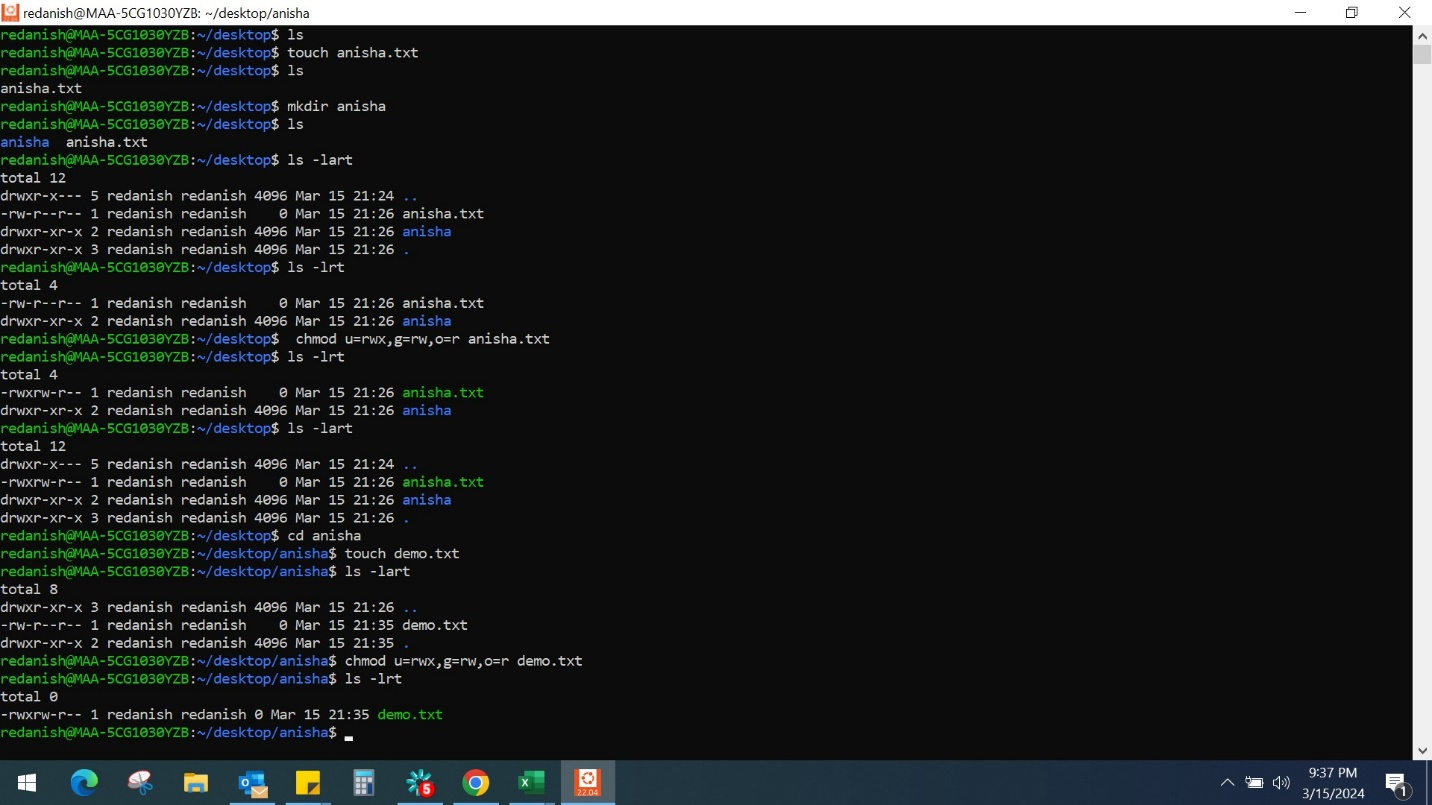 redanish@MAA-5CG1030YZB: ~/desktop/anisha
redanish@MAA-5CG1030YZB:~/desktop$ ls
redanish@MAA-5CG1030YZB:~/desktop$ touch anisha.txt
redanish@MAA-5CG1030YZB:~/desktop$ ls
anisha.txt
redanish@MAA-5CG1030YZB:~/desktop$ mkdir anisha
redanish@MAA-5CG1030YZB:~/desktop$ ls
anisha  anisha.txt
redanish@MAA-5CG1030YZB:~/desktop$ ls -lart
total 12
drwxr-x--- 5 redanish redanish 4096 Mar 15 21:24 ..
-rw-r--r-- 1 redanish redanish    0 Mar 15 21:26 anisha.txt
drwxr-xr-x 2 redanish redanish 4096 Mar 15 21:26 anisha
drwxr-xr-x 3 redanish redanish 4096 Mar 15 21:26 .
redanish@MAA-5CG1030YZB:~/desktop$ ls -lrt
total 4
-rw-r--r-- 1 redanish redanish    0 Mar 15 21:26 anisha.txt
drwxr-xr-x 2 redanish redanish 4096 Mar 15 21:26 anisha
redanish@MAA-5CG1030YZB:~/desktop$  chmod u=rwx,g=rw,o=r anisha.txt
redanish@MAA-5CG1030YZB:~/desktop$ ls -lrt
total 4
-rwxrw-r-- 1 redanish redanish    0 Mar 15 21:26 anisha.txt
drwxr-xr-x 2 redanish redanish 4096 Mar 15 21:26 anisha
redanish@MAA-5CG1030YZB:~/desktop$ ls -lart
total 12
drwxr-x--- 5 redanish redanish 4096 Mar 15 21:24 ..
-rwxrw-r-- 1 redanish redanish    0 Mar 15 21:26 anisha.txt
drwxr-xr-x 2 redanish redanish 4096 Mar 15 21:26 anisha
drwxr-xr-x 3 redanish redanish 4096 Mar 15 21:26 .
redanish@MAA-5CG1030YZB:~/desktop$ cd anisha
redanish@MAA-5CG1030YZB:~/desktop/anisha$ touch demo.txt
redanish@MAA-5CG1030YZB:~/desktop/anisha$ ls -lart
total 8
drwxr-xr-x 3 redanish redanish 4096 Mar 15 21:26 ..
-rw-r--r-- 1 redanish redanish    0 Mar 15 21:35 demo.txt
drwxr-xr-x 2 redanish redanish 4096 Mar 15 21:35 .
redanish@MAA-5CG1030YZB:~/desktop/anisha$ chmod u=rwx,g=rw,o=r demo.txt
redanish@MAA-5CG1030YZB:~/desktop/anisha$ ls -lrt
total 0
-rwxrw-r-- 1 redanish redanish 0 Mar 15 21:35 demo.txt
redanish@MAA-5CG1030YZB:~/desktop/anisha$
5
22.04
9:37 PM
3/15/2024
1